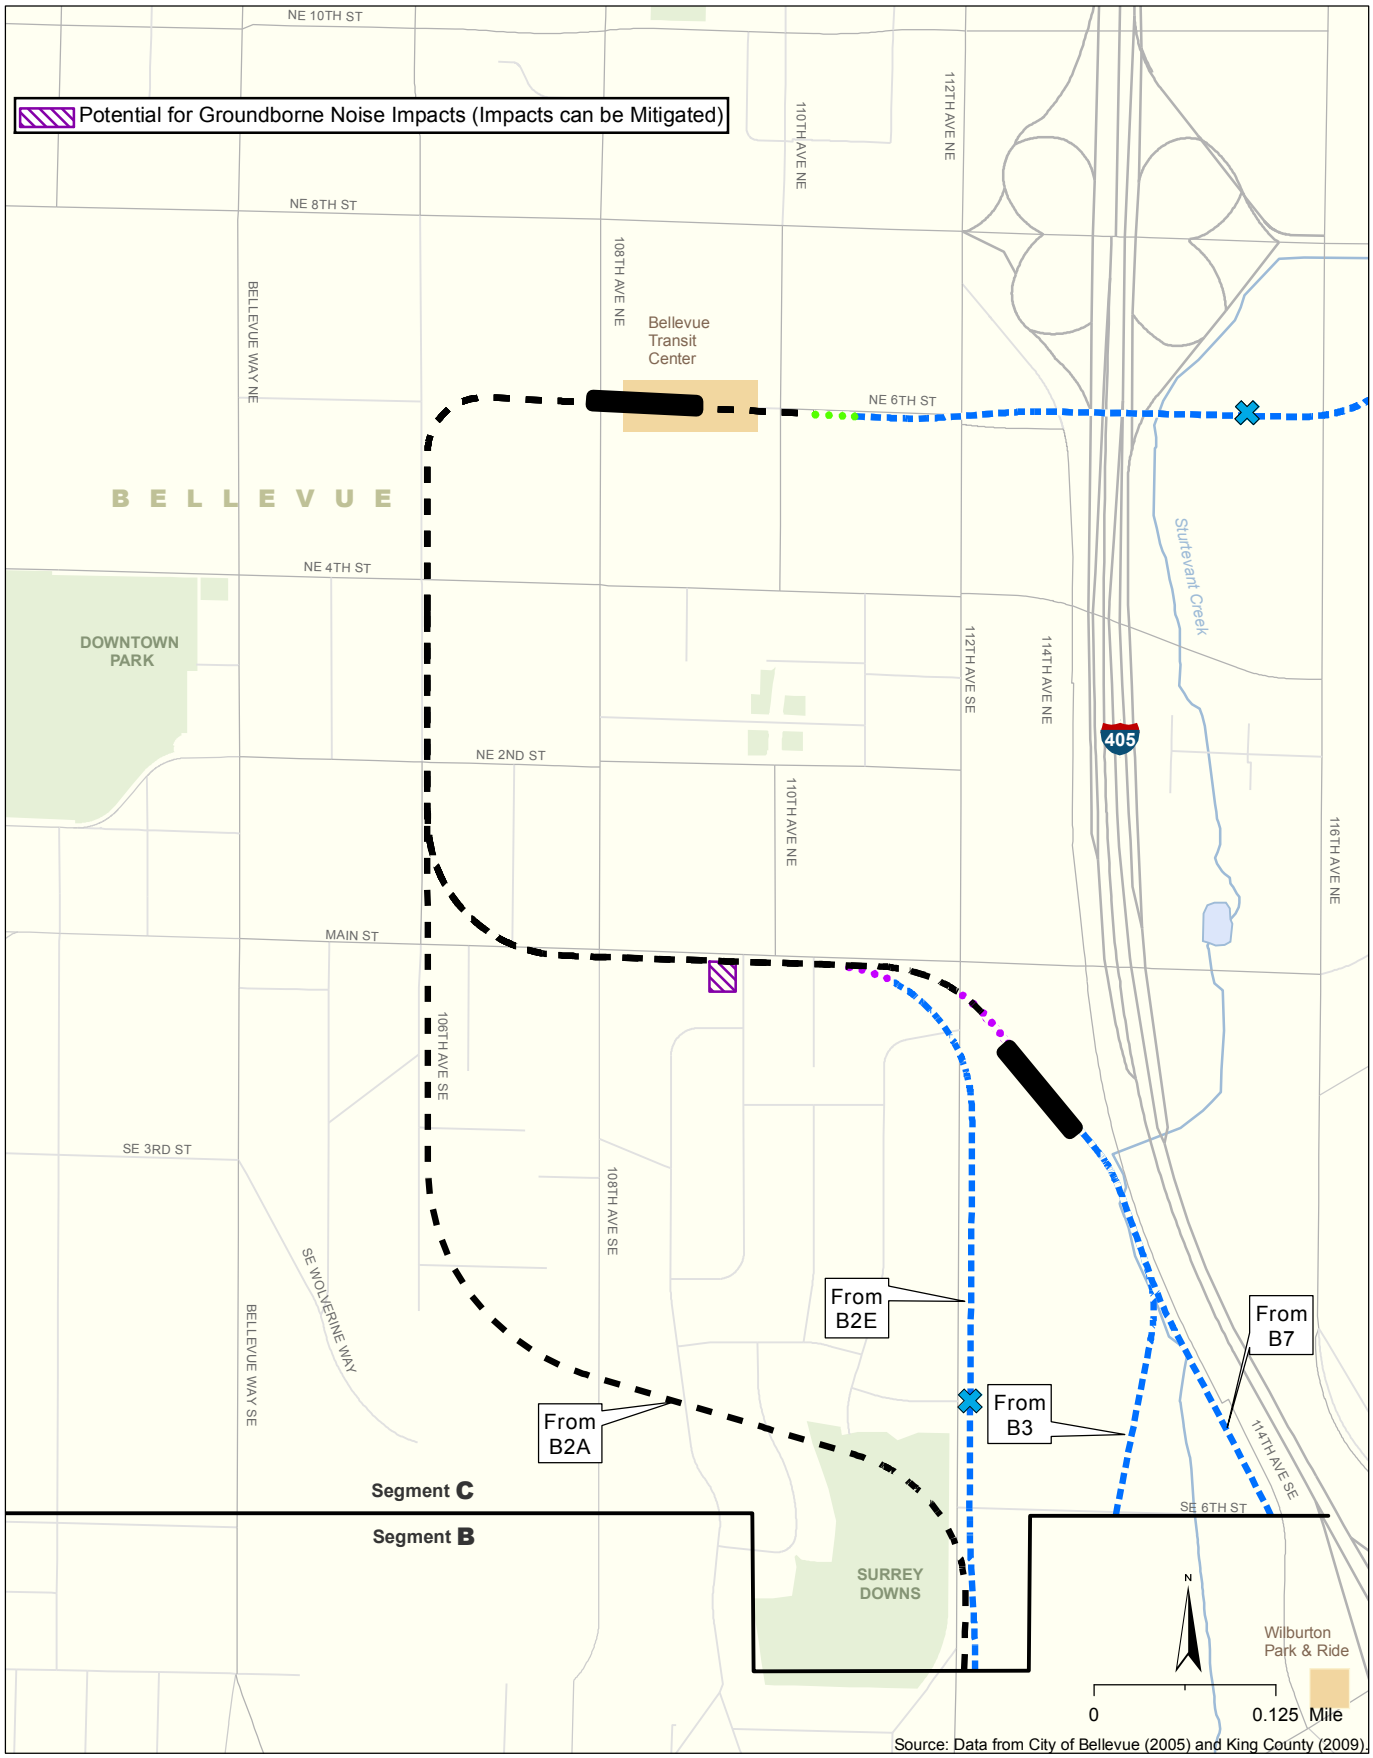 NE 10TH ST
Potential for Groundborne Noise Impacts (Impacts can be Mitigated)
112TH AVE NE
110TH AVE NE
NE 8TH ST
108TH AVE NE
BELLEVUE WAY NE
Bellevue
Transit
Center
NE 6TH ST
BELLEVUE
Sturtevant Creek
NE 4TH ST
DOWNTOWN
PARK
112TH AVE SE
114TH AVE NE
405
NE 2ND ST
110TH AVE NE
116TH AVE NE
MAIN ST
106TH AVE SE
SE 3RD ST
108TH AVE SE
SE WOLVERINE WAY
BELLEVUE WAY SE
From
B2E
From
B7
From
B3
From
B2A
114TH AVE SE
Segment C
SE 6TH ST
Segment B
SURREY
DOWNS
N
Wilburton
Park & Ride
0 0.125 Mile
Source: Data from City of Bellevue (2005) and King County (2009).